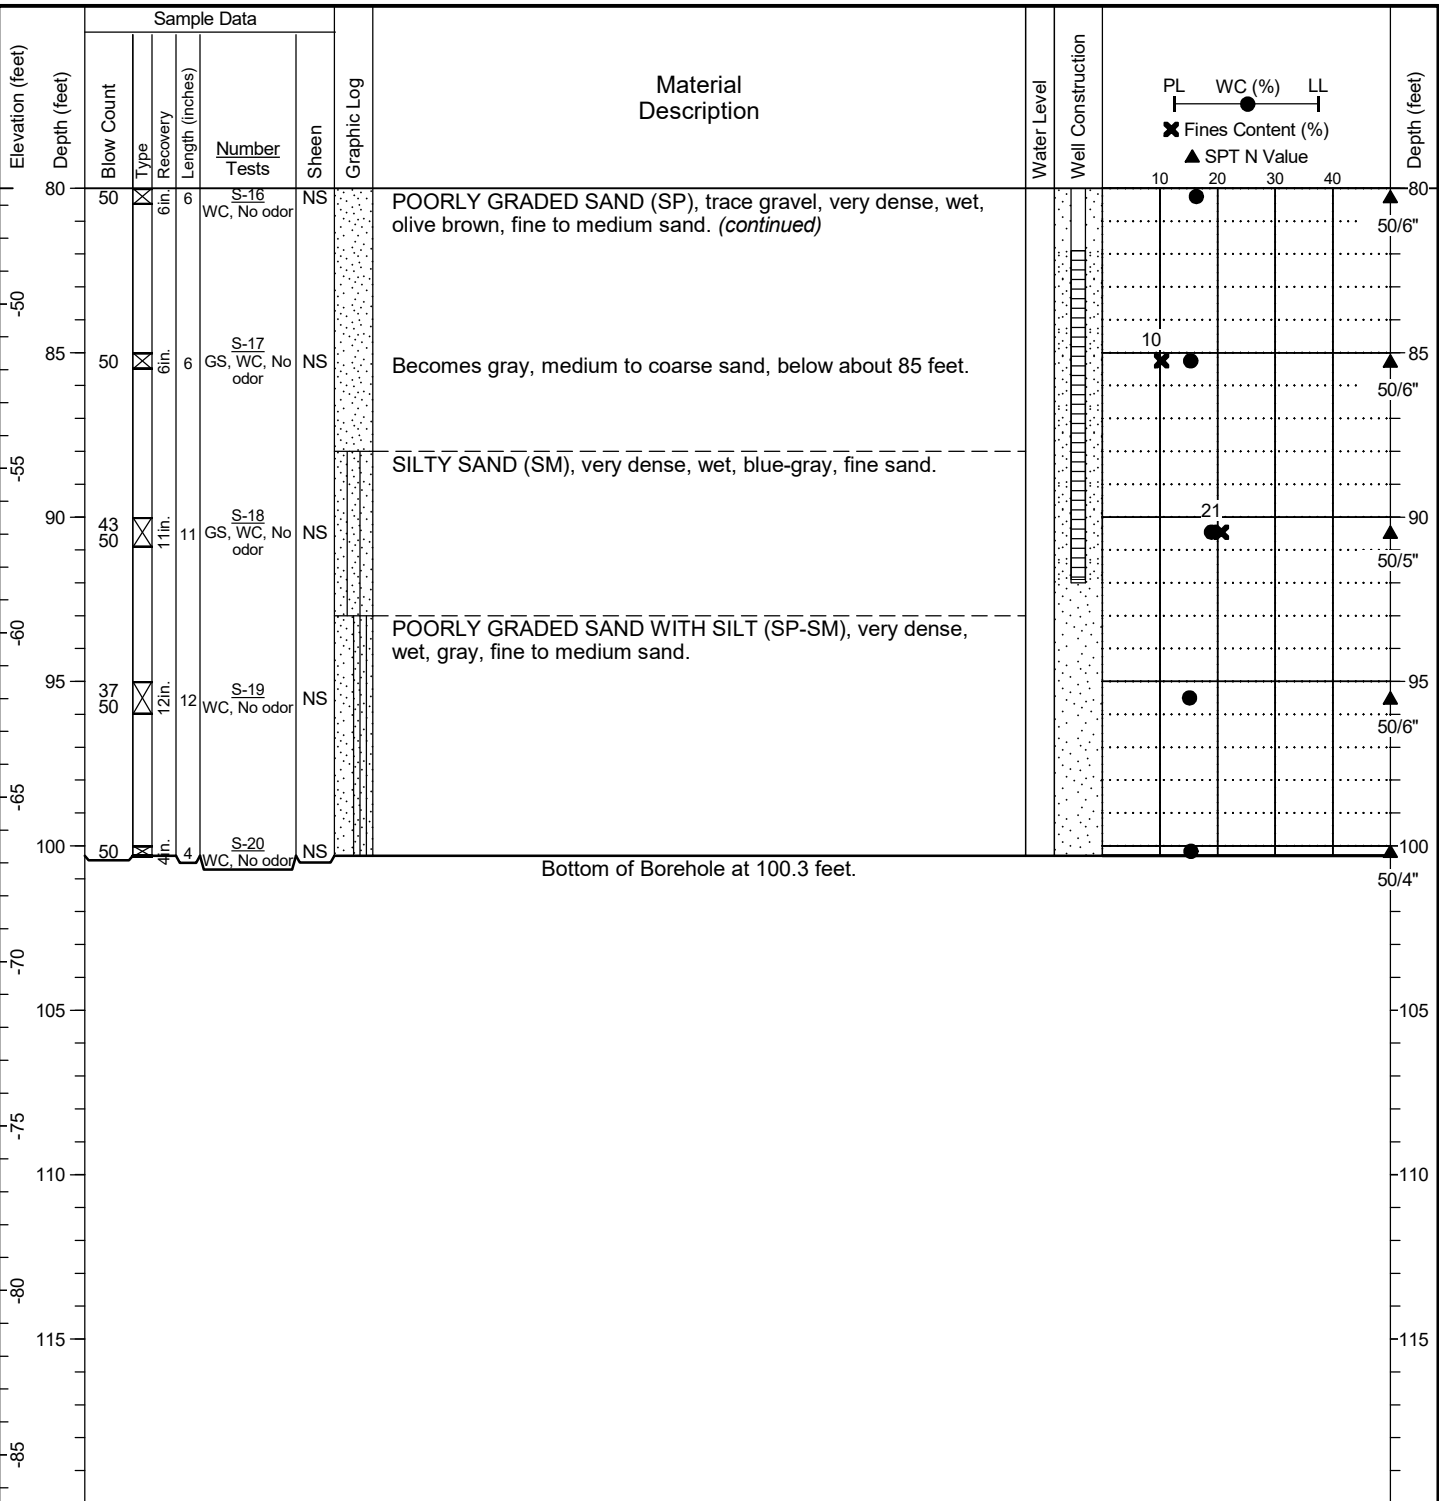 Sample Data
Elevation (feet)
Depth (feet)
Blow Count
Type
Recovery
Length (inches)
Number
Tests
Sheen
Graphic Log
Material
Description
Water Level
Well Construction
PL WC (%) LL
Fines Content (%)
SPT N Value
10 20 30 40
Depth (feet)
80
50
6in.
6
S-16
WC, No odor
NS
POORLY GRADED SAND (SP), trace gravel, very dense, wet,
olive brown, fine to medium sand. (continued)
80
50/6"
-50
10
85
50
6in.
6
S-17
GS, WC, No
odor
NS
Becomes gray, medium to coarse sand, below about 85 feet.
85
50/6"
-55
SILTY SAND (SM), very dense, wet, blue-gray, fine sand.
90
43
50
11in.
11
S-18
GS, WC, No
odor
NS
21
90
50/5"
-60
POORLY GRADED SAND WITH SILT (SP-SM), very dense,
wet, gray, fine to medium sand.
95
37
50
12in.
12
S-19
WC, No odor
NS
95
50/6"
-65
100
50
4in.
4
S-20
WC, No odor
NS
100
50/4"
Bottom of Borehole at 100.3 feet.
-70
105
105
-75
110
110
-80
115
115
-85